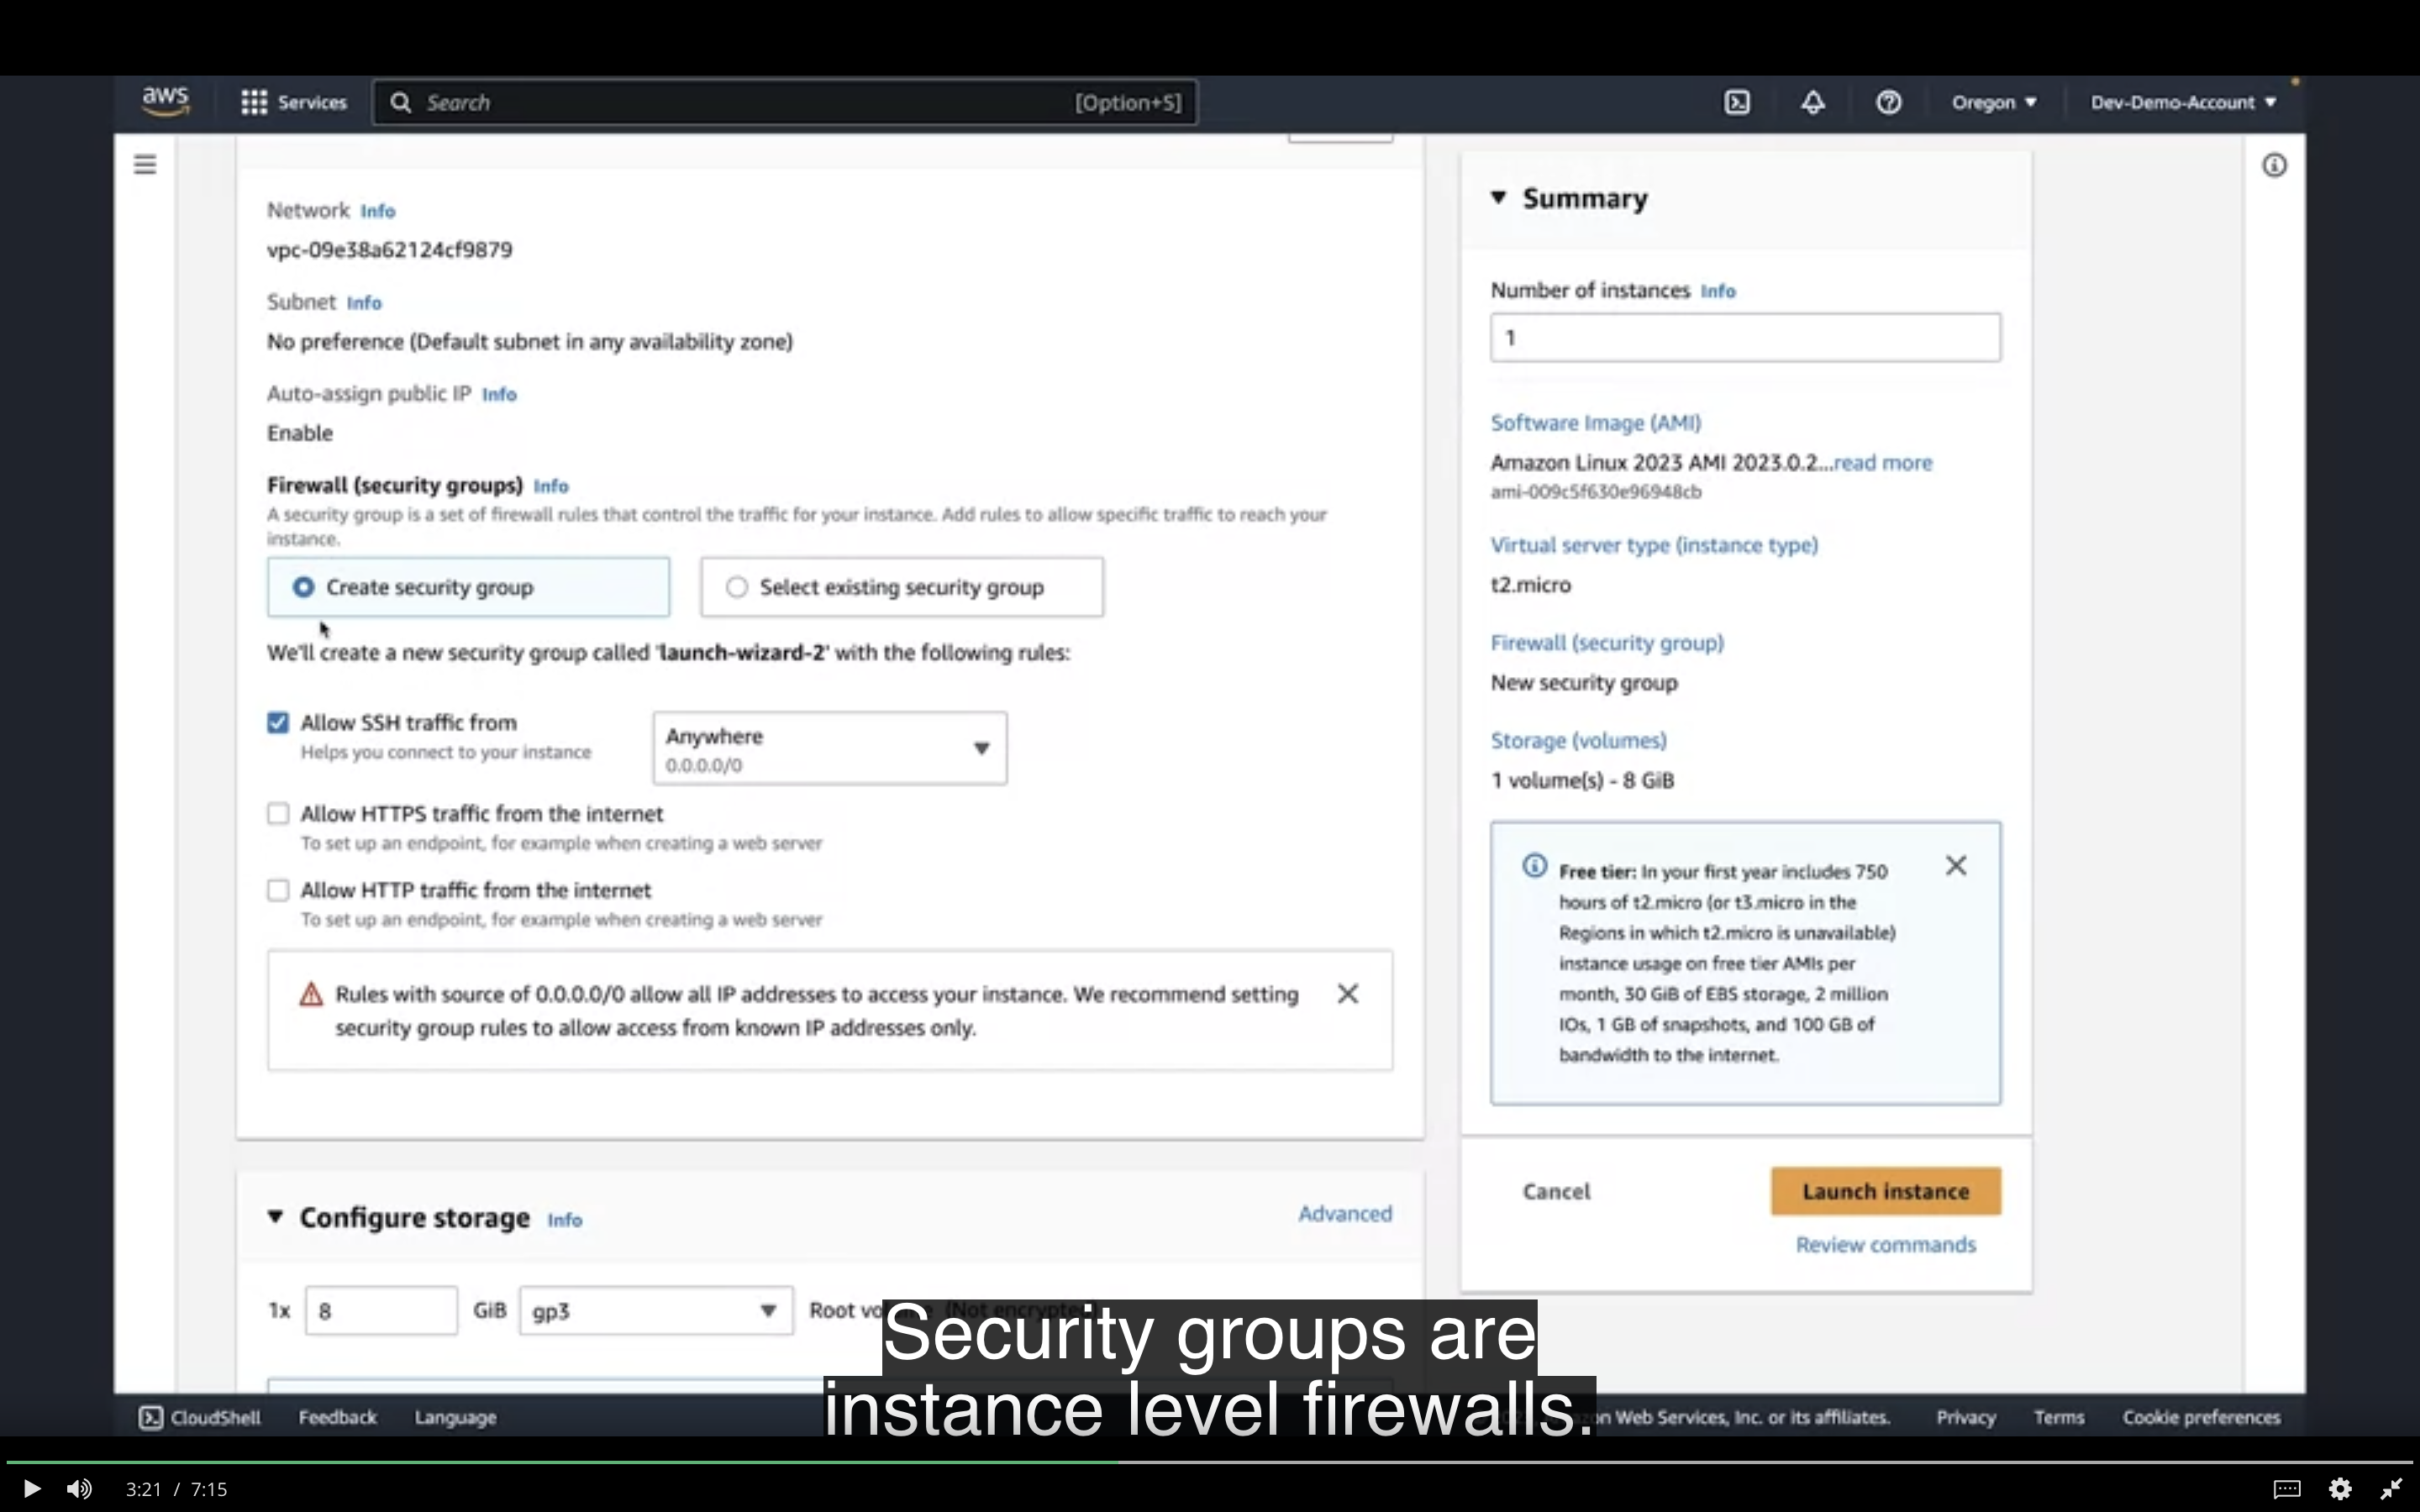 aws
Services
Search
[Option+S]
Oregon
Dev-Demo-Account
Network Info
vpc-09e38a62124cf9879
Subnet Info
No preference (Default subnet in any availability zone)
Auto-assign public IP Info
Enable
Firewall (security groups) Info
A security group is a set of firewall rules that control the traffic for your instance. Add rules to allow specific traffic to reach your
instance.
Create security group
Select existing security group
We'll create a new security group called 'launch-wizard-2' with the following rules:
Allow SSH traffic from
Helps you connect to your instance
Anywhere
0.0.0.0/0
Allow HTTPS traffic from the internet
To set up an endpoint, for example when creating a web server
Allow HTTP traffic from the internet
To set up an endpoint, for example when creating a web server
Rules with source of 0.0.0.0/0 allow all IP addresses to access your instance. We recommend setting
security group rules to allow access from known IP addresses only.
Configure storage Info
Advanced
1x
8
GiB
gp3
Root
(Not encrypted)
Summary
Number of instances Info
1
Software Image (AMI)
Amazon Linux 2023 AMI 2023.0.2...read more
ami-009c5f630e96948cb
Virtual server type (instance type)
t2.micro
Firewall (security group)
New security group
Storage (volumes)
1 volume(s) - 8 GiB
Free tier: In your first year includes 750
hours of t2.micro (or t3.micro in the
Regions in which t2.micro is unavailable)
instance usage on free tier AMIs per
month, 30 GiB of EBS storage, 2 million
IOs, 1 GB of snapshots, and 100 GB of
bandwidth to the internet.
Cancel
Launch instance
Review commands
Security groups are
instance level firewalls.
CloudShell
Feedback
Language
Web Services, Inc. or its affiliates.
Privacy
Terms
Cookie preferences
3:21 / 7:15